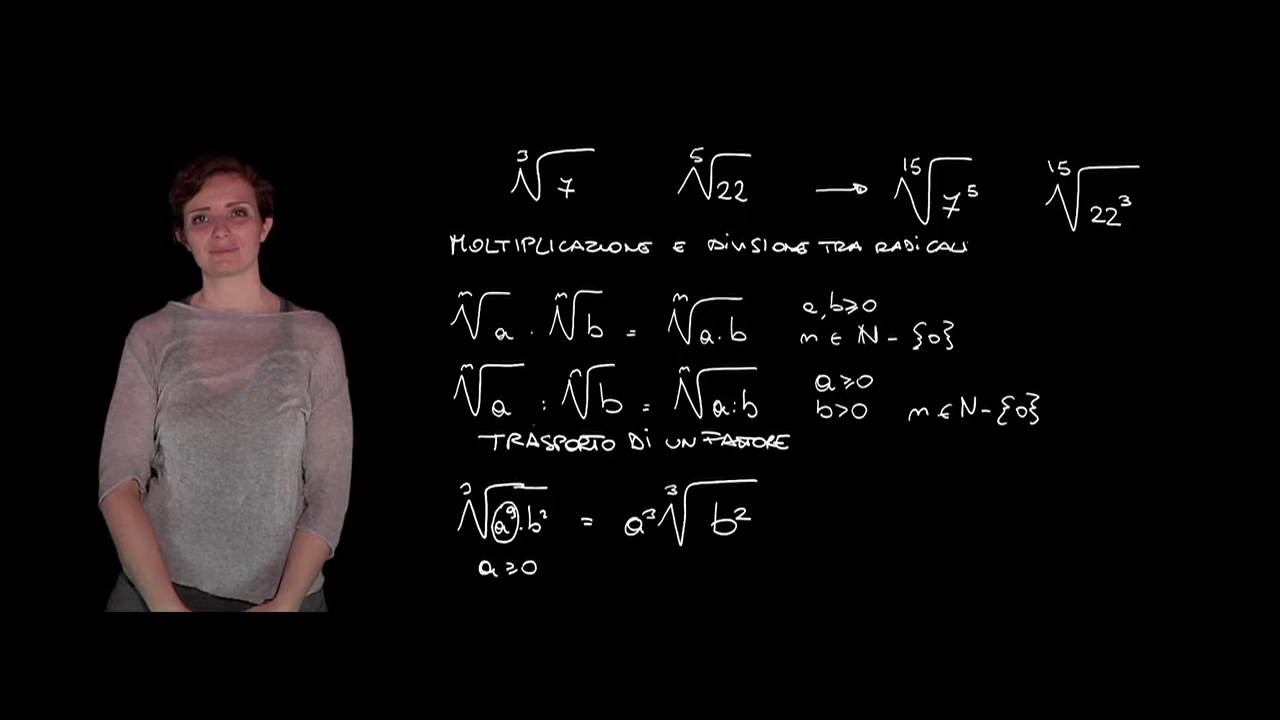 ∛7 ⁵√22 → ¹⁵√7⁵ ¹⁵√22³
MOLTIPLICAZIONE E DIVISIONE TRA RADICALI
ⁿ√a · ⁿ√b = ⁿ√a·b a,b⩾0
n ∈ N - {0}
ⁿ√a : ⁿ√b = ⁿ√a:b a⩾0
b>0 n ∈ N - {0}
TRASPORTO DI UN FATTORE
∛a⁹·b² = a³∛b²
a⩾0